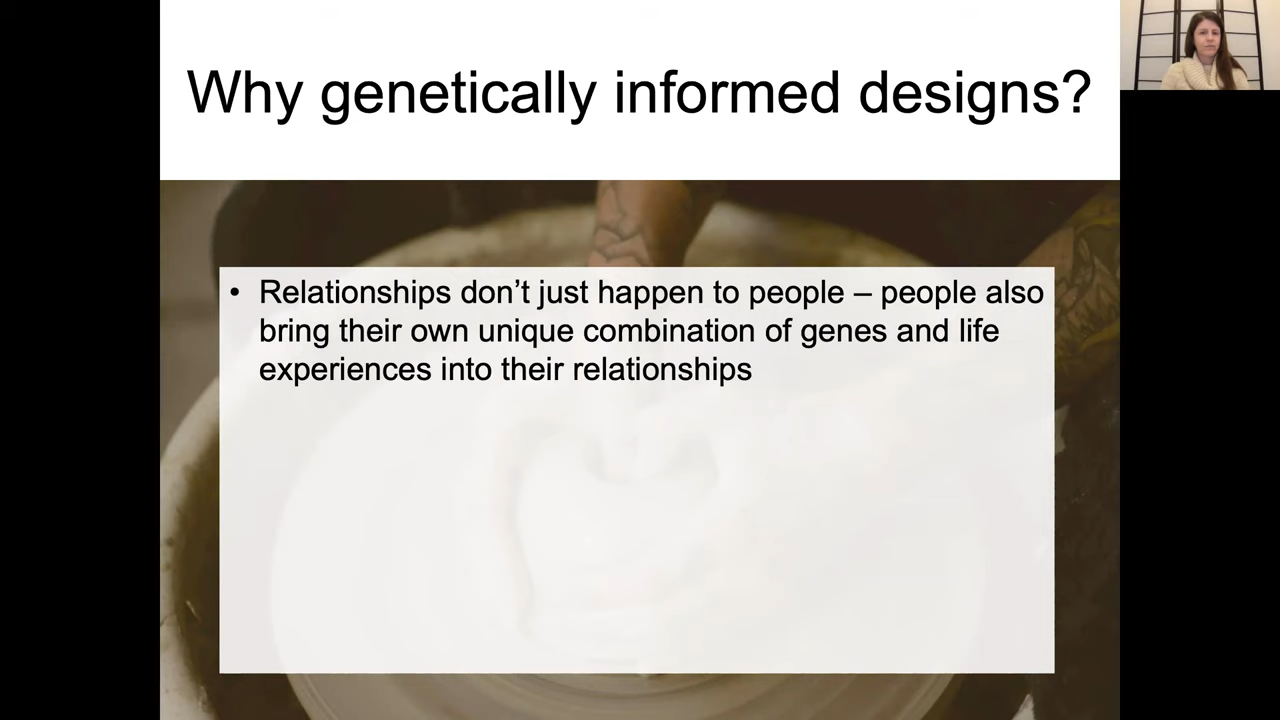 Why genetically informed designs?
• Relationships don’t just happen to people – people also
bring their own unique combination of genes and life
experiences into their relationships